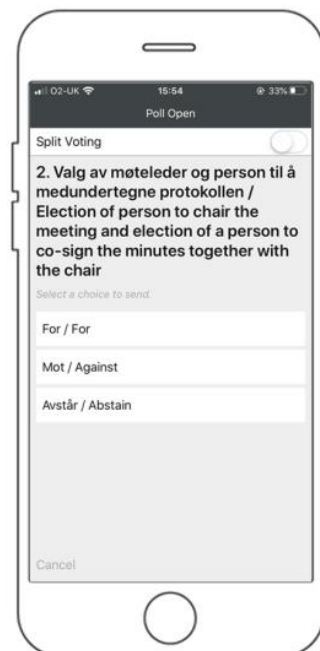 O2-UK 15:54 33%
Poll Open
Split Voting
2. Valg av møteleder og person til å
medundertegne protokollen /
Election of person to chair the
meeting and election of a person to
co-sign the minutes together with
the chair
Select a choice to send.
For / For
Mot / Against
Avstår / Abstain
Cancel